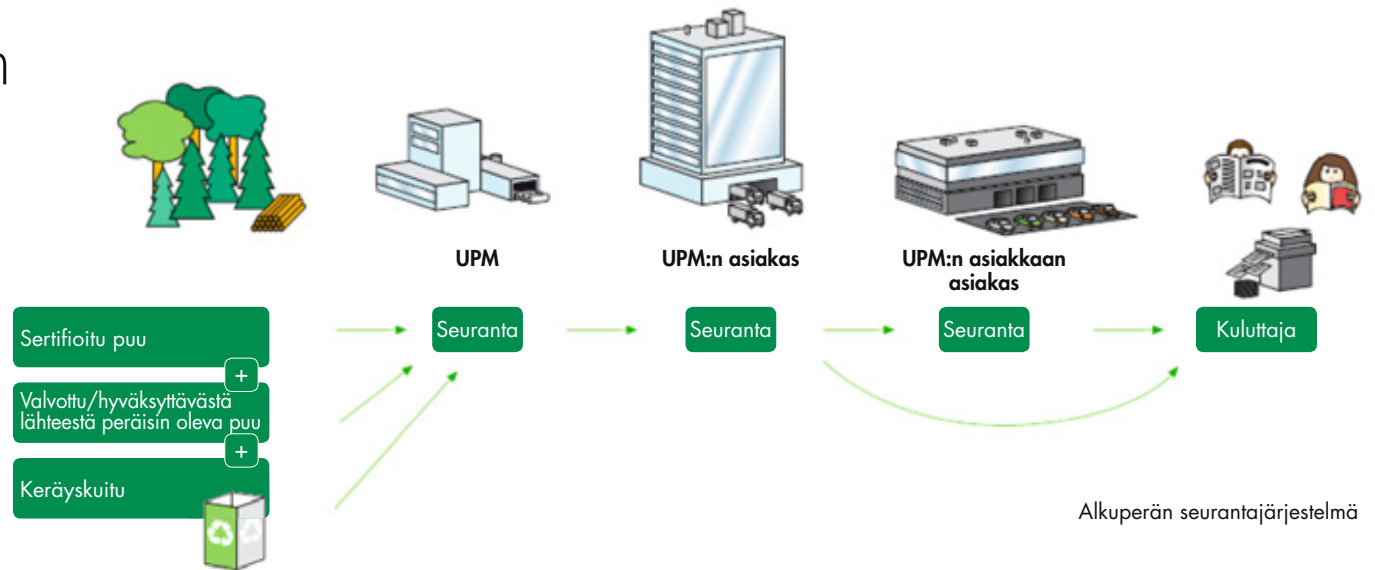 UPM
UPM:n asiakas
UPM:n asiakkaan
asiakas
Sertifioitu puu
Seuranta
Seuranta
Seuranta
Kuluttaja
+
Valvottu/hyväksyttävästä
lähteestä peräisin oleva puu
+
Keräyskuitu
Alkuperän seurantajärjestelmä